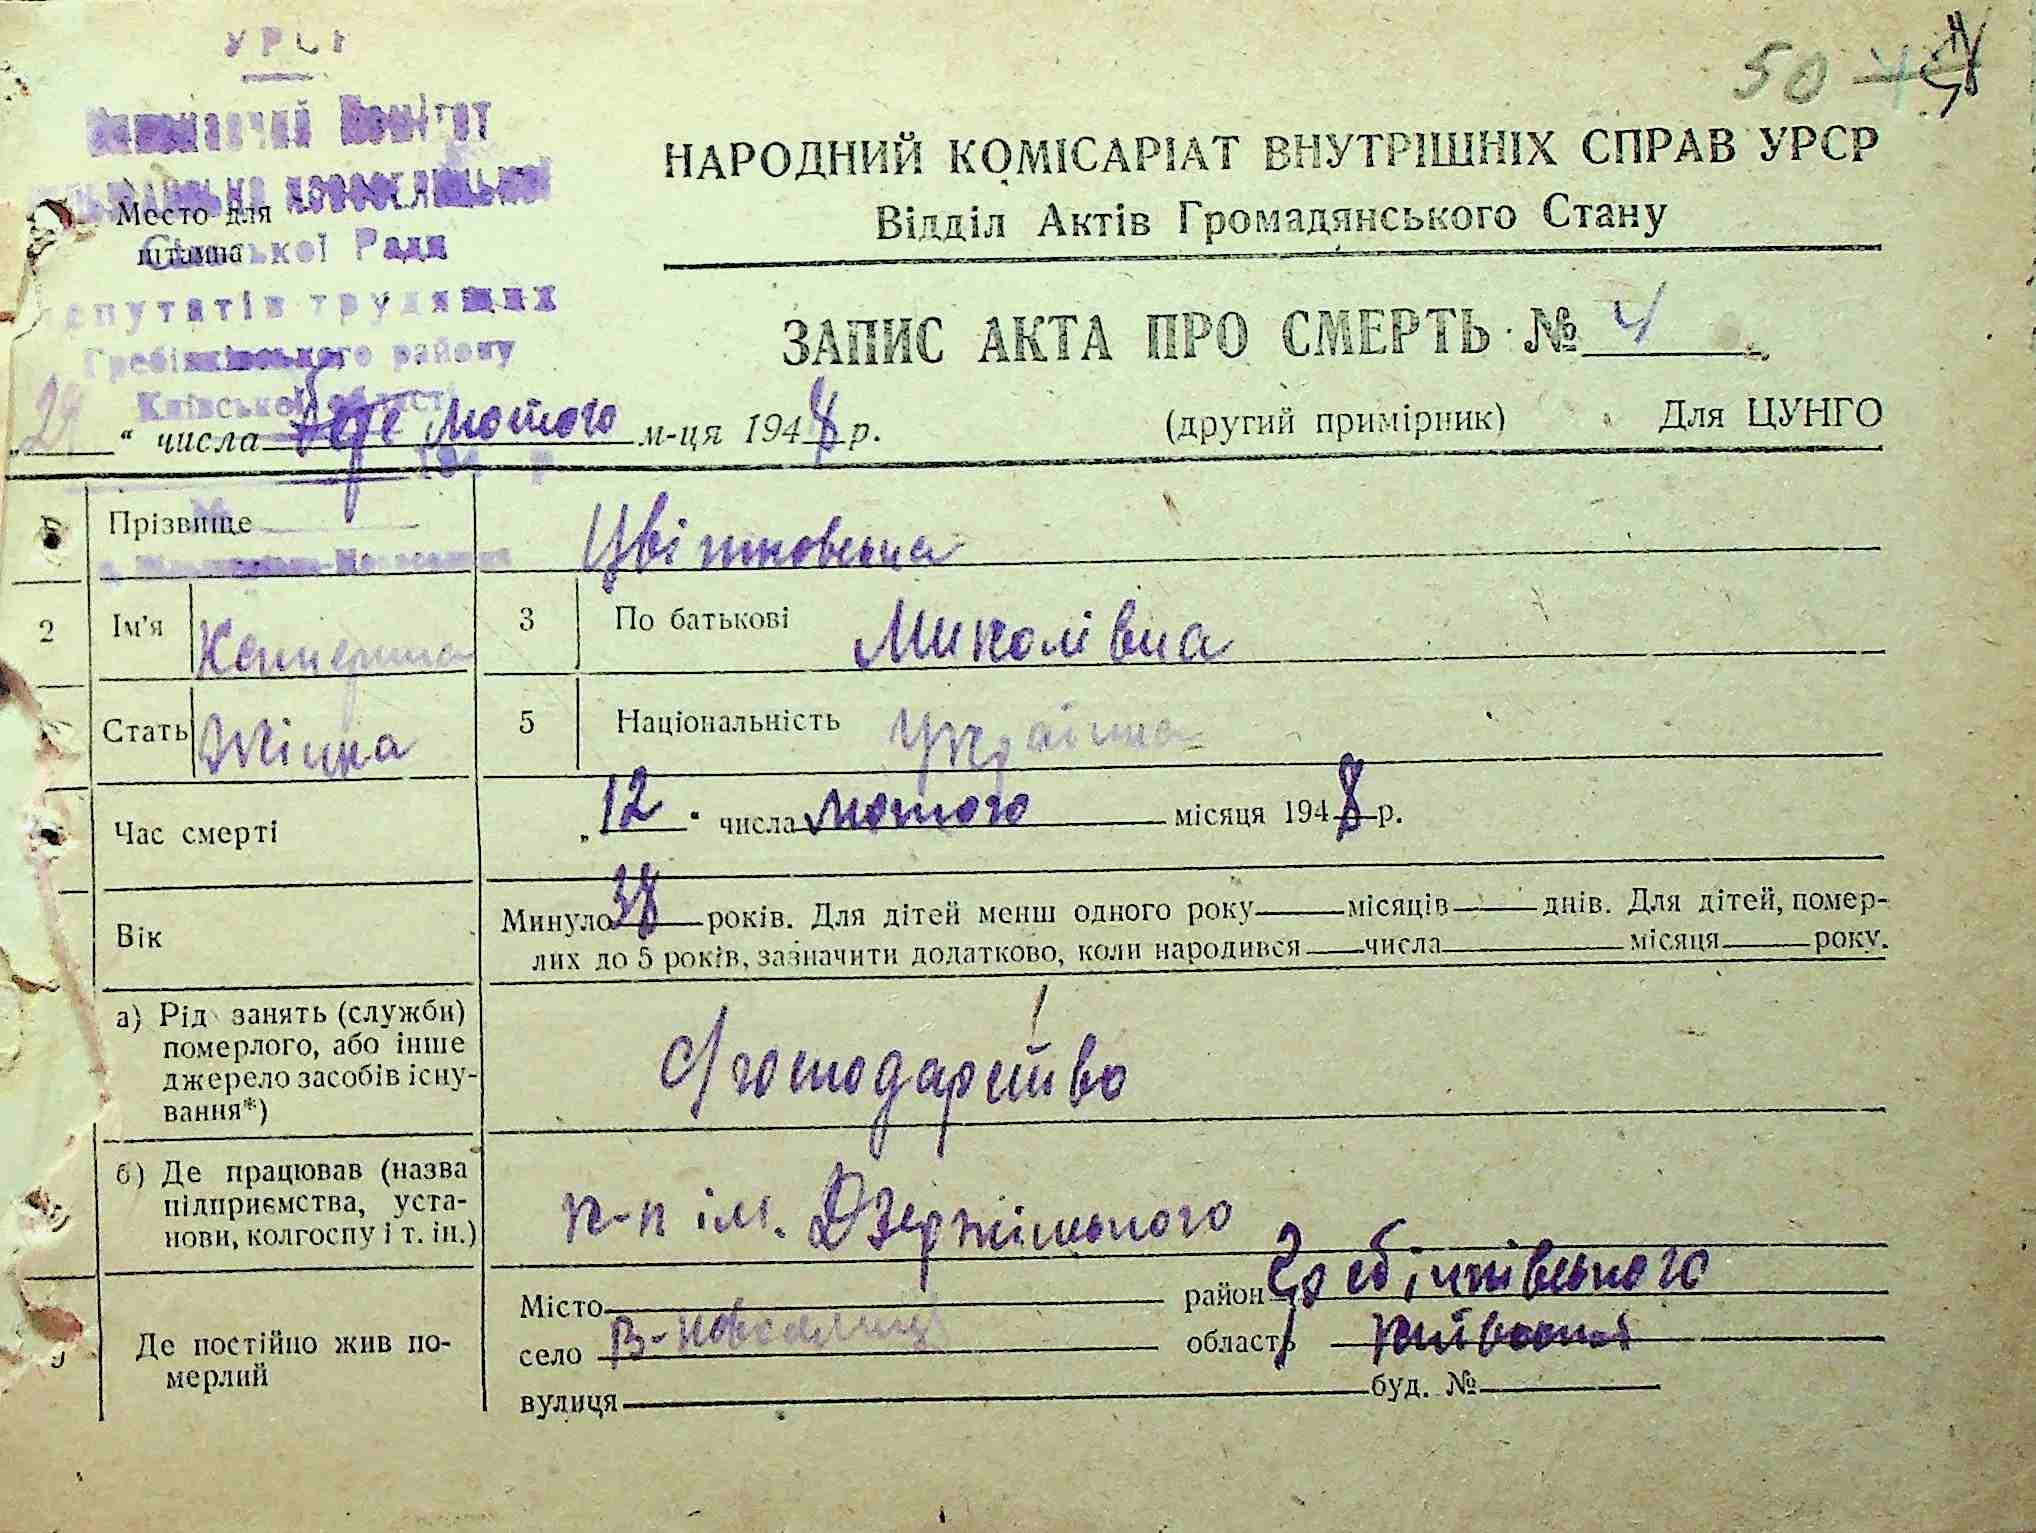 УРСР
50
Комітет
Сільської Ради
депутатів трудящих
Гребінківського району
Київської області
Место для
штампа
НАРОДНИЙ КОМІСАРІАТ ВНУТРІШНІХ СПРАВ УРСР
Відділ Актів Громадянського Стану
ЗАПИС АКТА ПРО СМЕРТЬ № 4
„24“ числа лютого м-ця 1948 р.
(другий примірник) Для ЦУНГО
Прізвище Цвітковська
2 Ім'я Катерина 3 По батькові Миколівна
Стать Жінка 5 Національність Українка
Час смерті „12“ числа лютого місяця 1948 р.
Вік Минуло 38 років. Для дітей менш одного року місяців днів. Для дітей, помер-
лих до 5 років, зазначити додатково, коли народився числа місяця року.
а) Рід занять (служби)
померлого, або інше
джерело засобів існу-
вання*)
с/господарство
б) Де працював (назва
підприємства, уста-
нови, колгоспу і т. ін.)
к-п ім. Дзержінського
Де постійно жив по-
мерлий
Місто район Гребінківського
село В-Новоселиця область Київської
вулиця буд. №